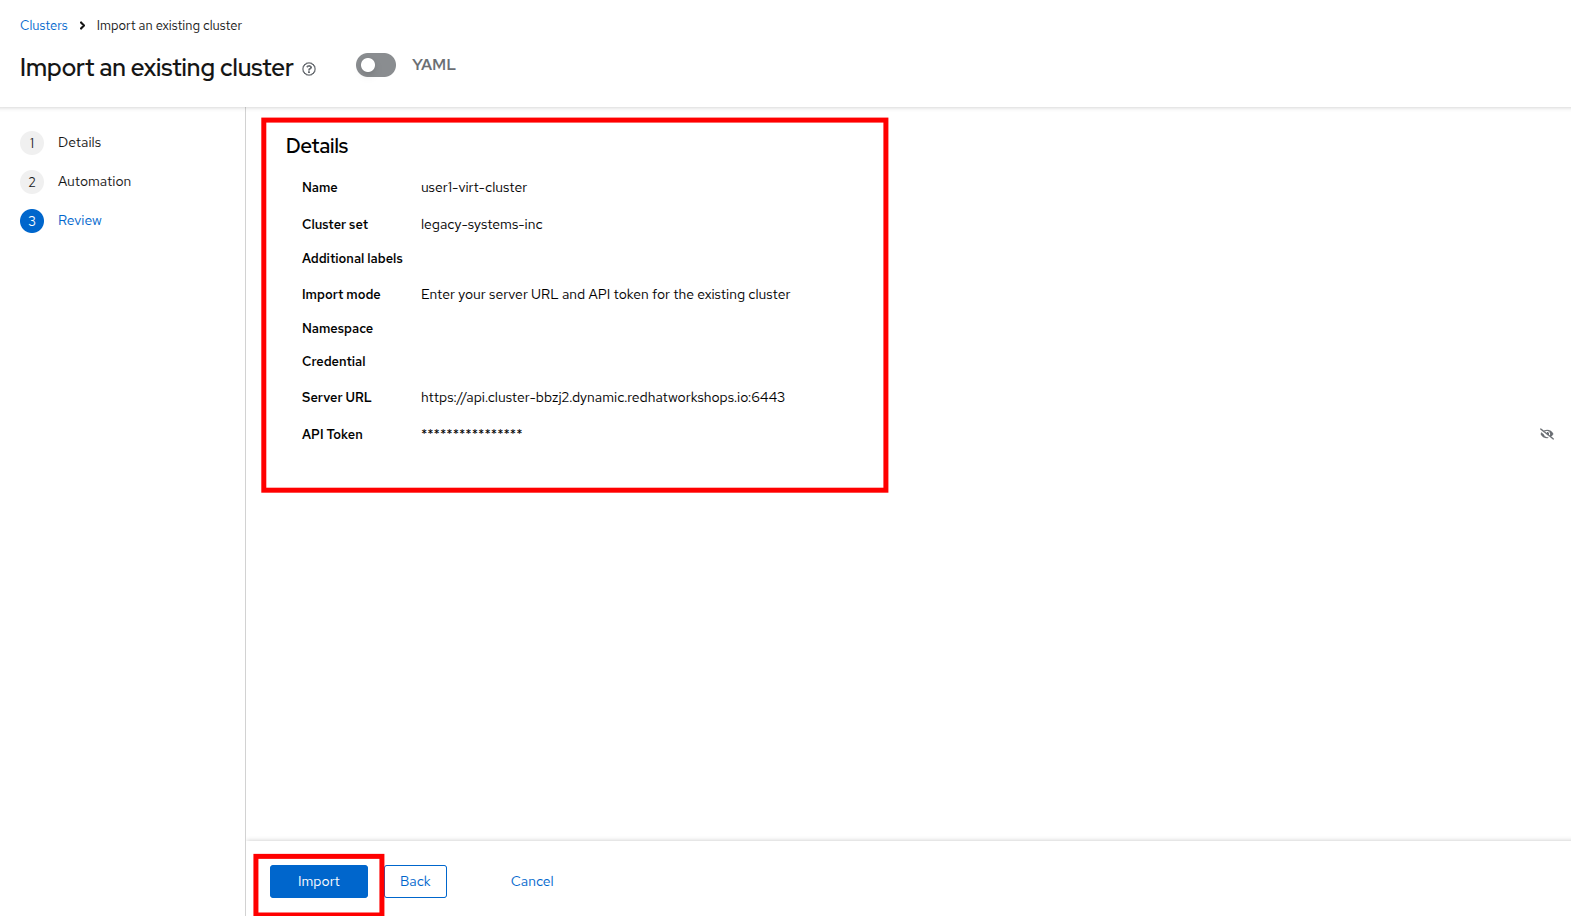 Clusters > Import an existing cluster
Import an existing cluster
YAML
1 Details
2 Automation
3 Review
Details
Name user1-virt-cluster
Cluster set legacy-systems-inc
Additional labels
Import mode Enter your server URL and API token for the existing cluster
Namespace
Credential
Server URL https://api.cluster-bbzj2.dynamic.redhatworkshops.io:6443
API Token ****************
Import Back Cancel